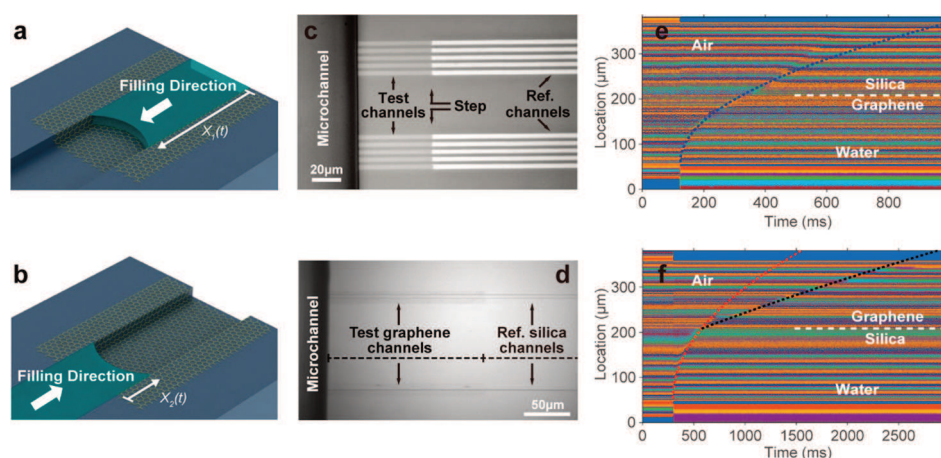 a
Filling Direction
X₁(t)
b
Filling Direction
X₂(t)
c
Microchannel
Test
channels
Step
Ref.
channels
20μm
d
Microchannel
Test graphene
channels
Ref. silica
channels
50μm
e
Location (μm)
300
200
100
0
Air
Silica
Graphene
Water
200 400 600 800
Time (ms)
f
Location (μm)
300
200
100
0
Air
Graphene
Silica
Water
0 500 1000 1500 2000 2500
Time (ms)